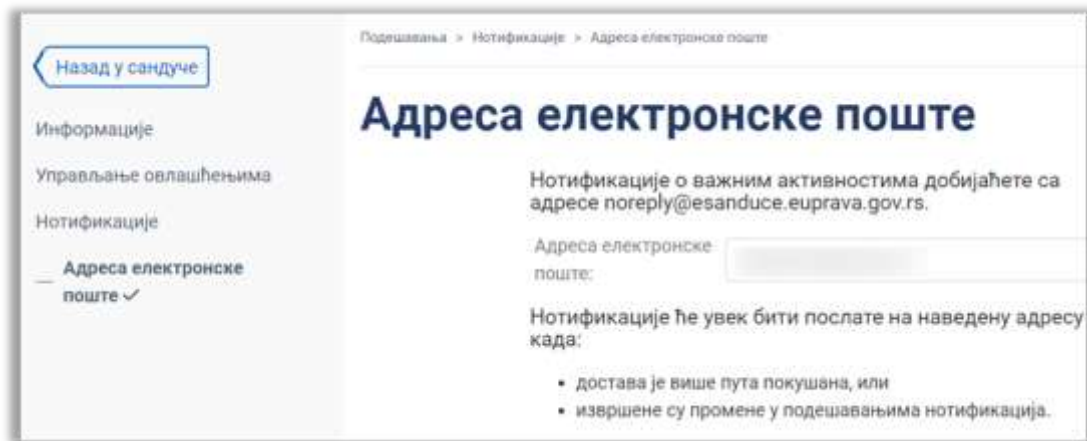 Назад у сандуче
Информације
Управљање овлашћењима
Нотификације
Адреса електронске
поште ✓
Подешавања > Нотификације > Адреса електронске поште
Адреса електронске поште
Нотификације о важним активностима добијаћете са
адресе noreply@esanduce.euprava.gov.rs.
Адреса електронске
поште:
Нотификације ће увек бити послате на наведену адресу
када:
• достава је више пута покушана, или
• извршене су промене у подешавањима нотификација.